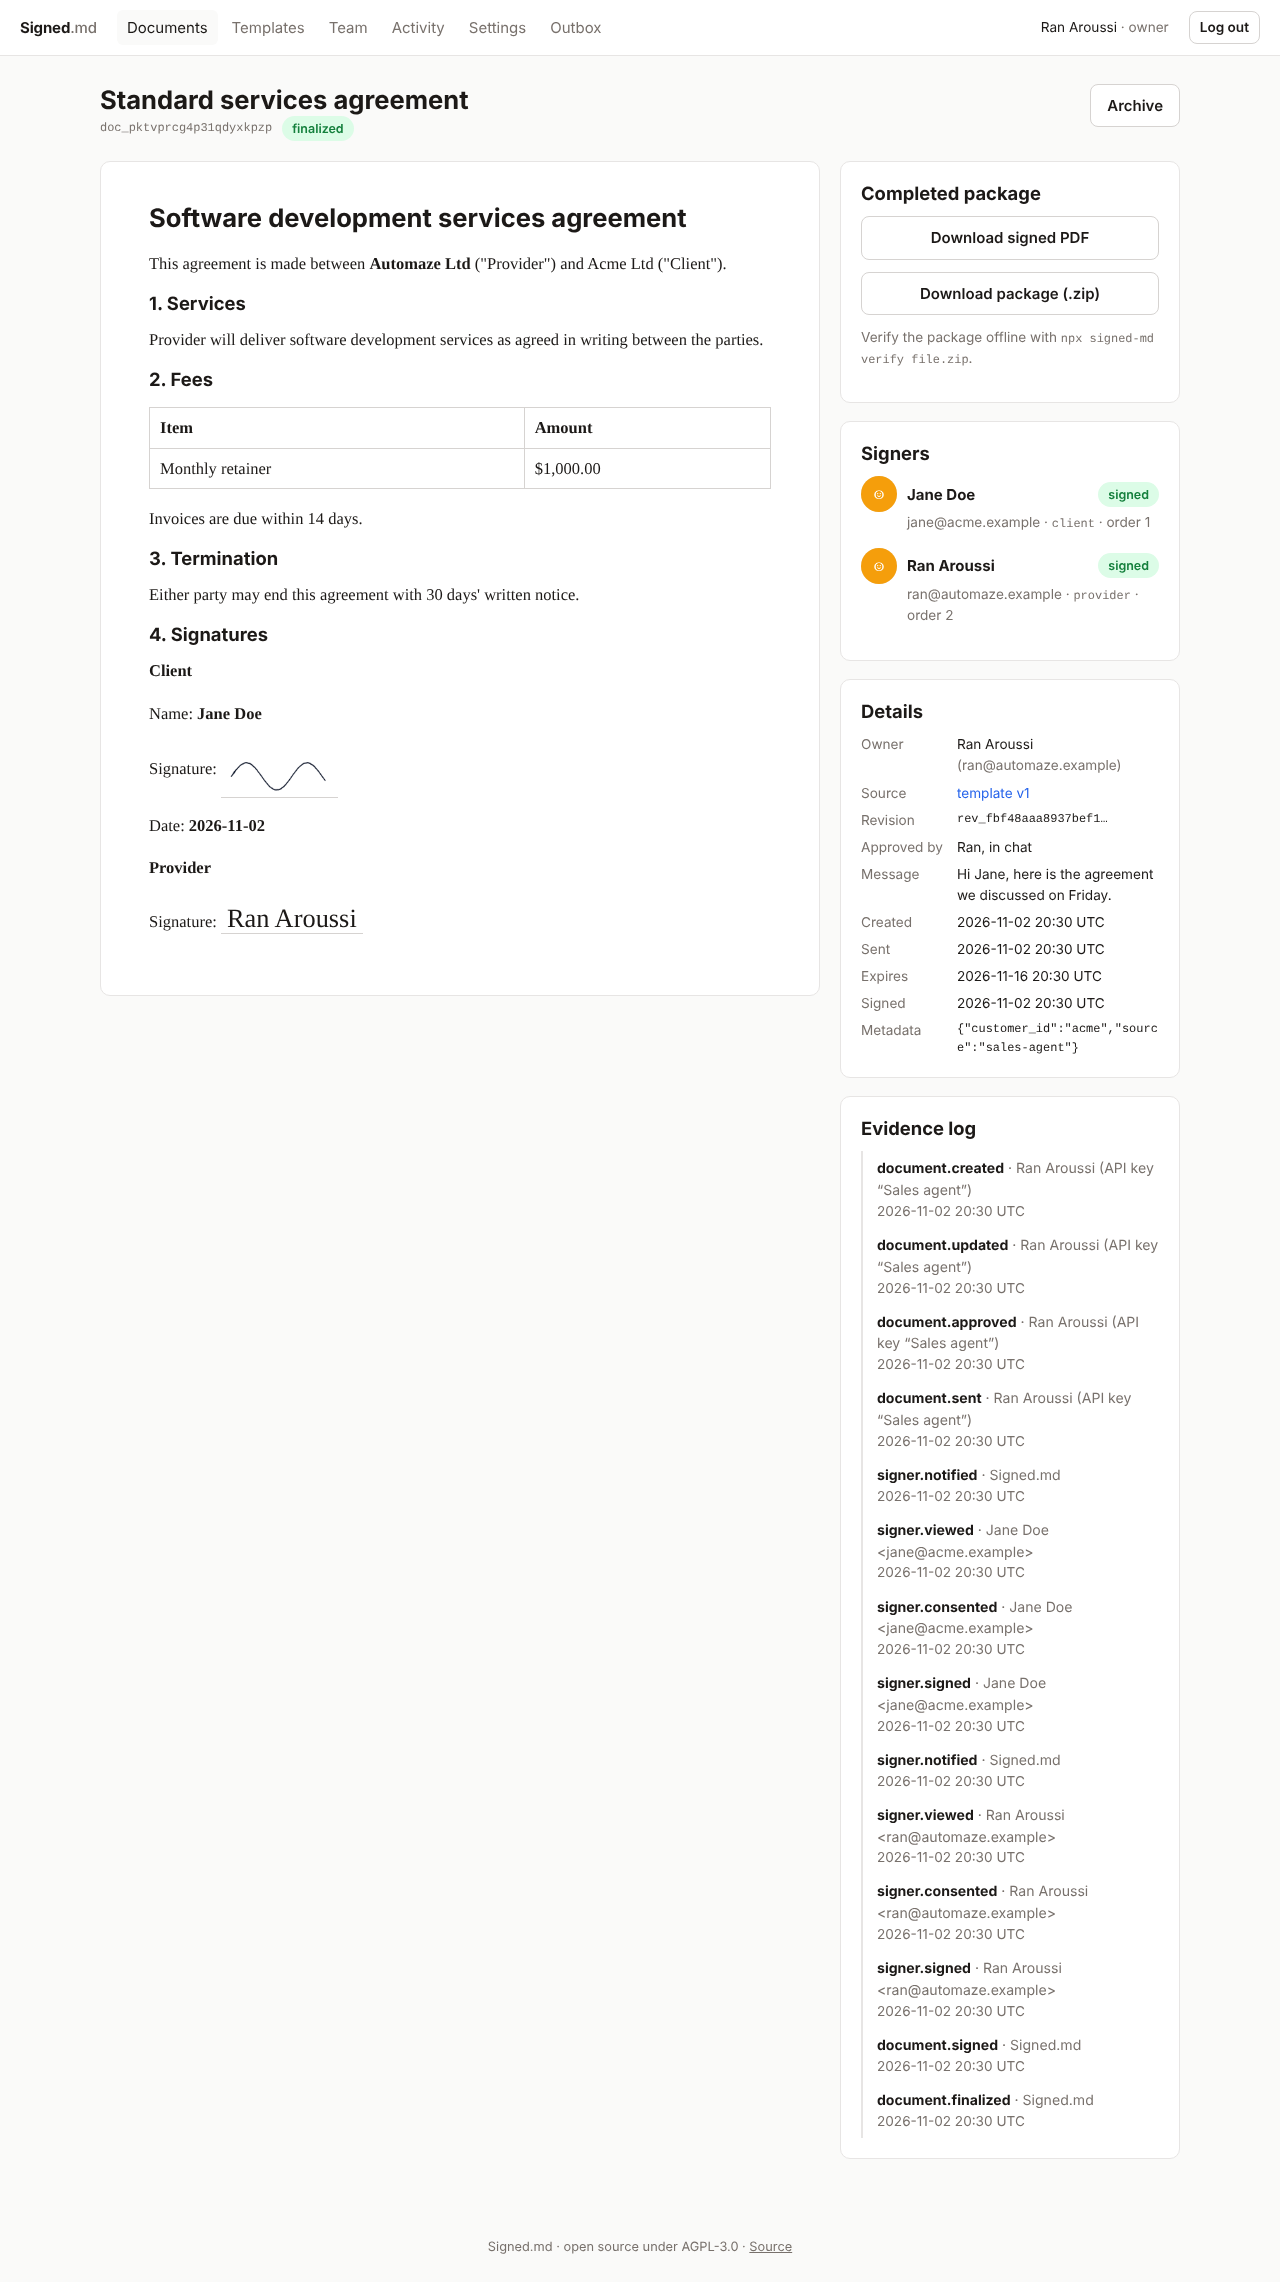 Signed.md Documents Templates Team Activity Settings Outbox Ran Aroussi · owner Log out
Standard services agreement
doc_pktvprcg4p31qdyxkpzp finalized
Archive
Software development services agreement
This agreement is made between Automaze Ltd ("Provider") and Acme Ltd ("Client").
1. Services
Provider will deliver software development services as agreed in writing between the parties.
2. Fees
Item Amount
Monthly retainer $1,000.00
Invoices are due within 14 days.
3. Termination
Either party may end this agreement with 30 days' written notice.
4. Signatures
Client
Name: Jane Doe
Signature:
Date: 2026-11-02
Provider
Signature: Ran Aroussi
Completed package
Download signed PDF
Download package (.zip)
Verify the package offline with npx signed-md
verify file.zip.
Signers
Jane Doe signed
jane@acme.example · client · order 1
Ran Aroussi signed
ran@automaze.example · provider ·
order 2
Details
Owner Ran Aroussi
(ran@automaze.example)
Source template v1
Revision rev_fbf48aaa8937bef1…
Approved by Ran, in chat
Message Hi Jane, here is the agreement
we discussed on Friday.
Created 2026-11-02 20:30 UTC
Sent 2026-11-02 20:30 UTC
Expires 2026-11-16 20:30 UTC
Signed 2026-11-02 20:30 UTC
Metadata {"customer_id":"acme","sourc
e":"sales-agent"}
Evidence log
document.created · Ran Aroussi (API key
“Sales agent”)
2026-11-02 20:30 UTC
document.updated · Ran Aroussi (API key
“Sales agent”)
2026-11-02 20:30 UTC
document.approved · Ran Aroussi (API
key “Sales agent”)
2026-11-02 20:30 UTC
document.sent · Ran Aroussi (API key
“Sales agent”)
2026-11-02 20:30 UTC
signer.notified · Signed.md
2026-11-02 20:30 UTC
signer.viewed · Jane Doe
<jane@acme.example>
2026-11-02 20:30 UTC
signer.consented · Jane Doe
<jane@acme.example>
2026-11-02 20:30 UTC
signer.signed · Jane Doe
<jane@acme.example>
2026-11-02 20:30 UTC
signer.notified · Signed.md
2026-11-02 20:30 UTC
signer.viewed · Ran Aroussi
<ran@automaze.example>
2026-11-02 20:30 UTC
signer.consented · Ran Aroussi
<ran@automaze.example>
2026-11-02 20:30 UTC
signer.signed · Ran Aroussi
<ran@automaze.example>
2026-11-02 20:30 UTC
document.signed · Signed.md
2026-11-02 20:30 UTC
document.finalized · Signed.md
2026-11-02 20:30 UTC
Signed.md · open source under AGPL-3.0 · Source